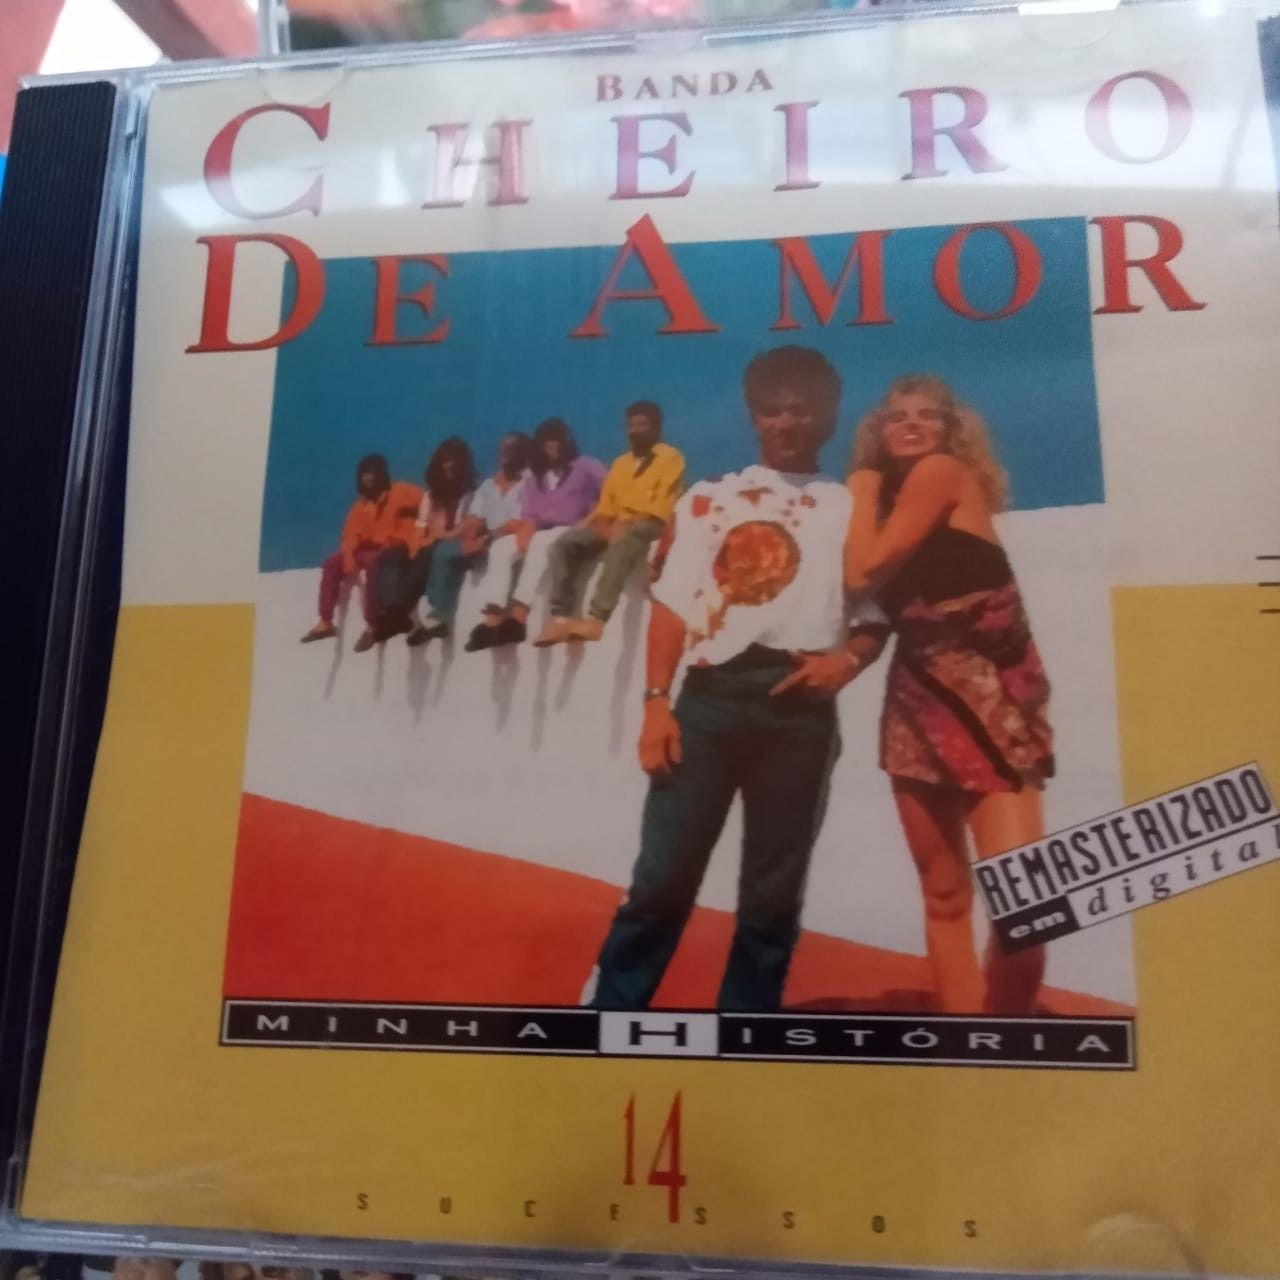 BANDA
CHEIRO
DE AMOR
REMASTERIZADO
em digital
MINHA HISTÓRIA
14
SUCESSOS